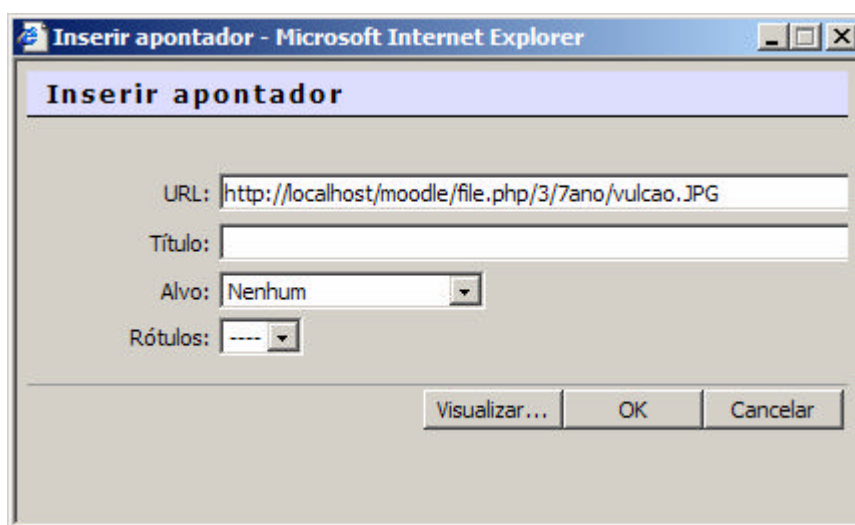 Inserir apontador - Microsoft Internet Explorer
Inserir apontador
URL: http://localhost/moodle/file.php/3/7ano/vulcao.JPG
Título:
Alvo: Nenhum
Rótulos: ----
Visualizar... OK Cancelar